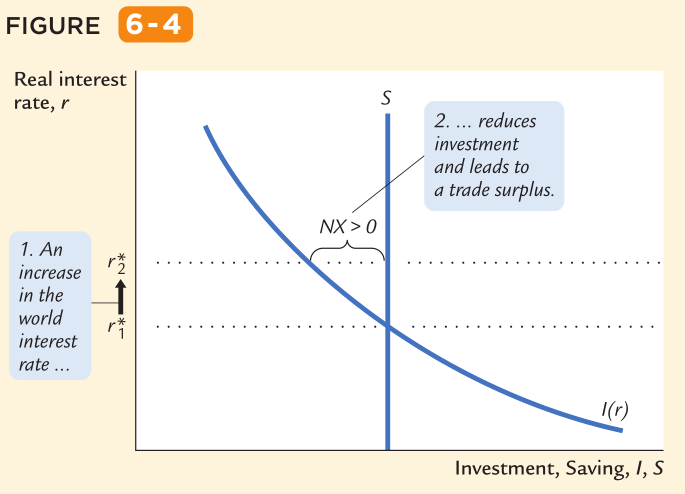 FIGURE 6-4
Real interest
rate, r
S
2. ... reduces
investment
and leads to
a trade surplus.
NX > 0
1. An
increase
in the
world
interest
rate ...
r*2
r*1
I(r)
Investment, Saving, I, S